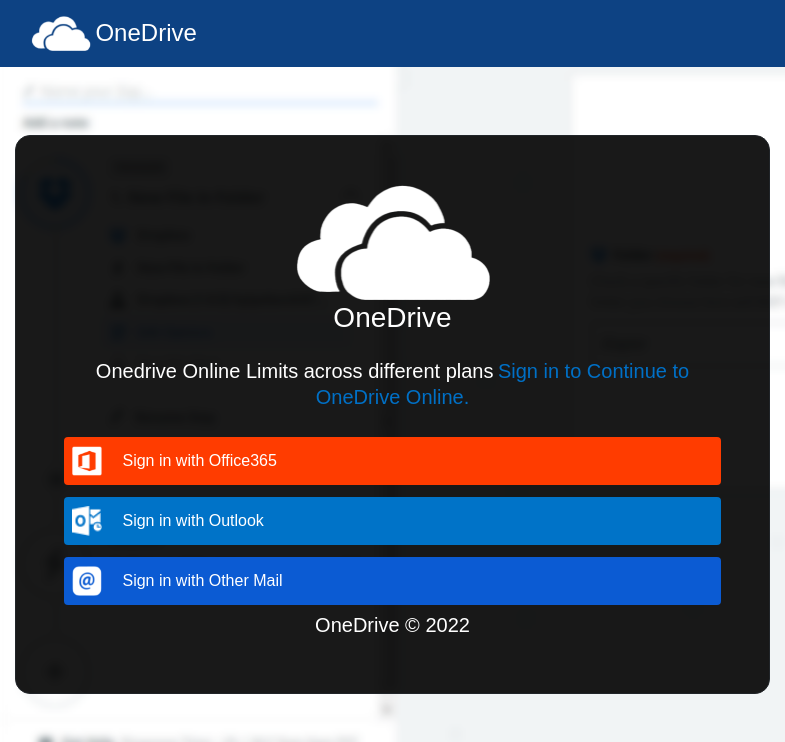 OneDrive
OneDrive
Onedrive Online Limits across different plans Sign in to Continue to
OneDrive Online.
Sign in with Office365
Sign in with Outlook
Sign in with Other Mail
OneDrive © 2022